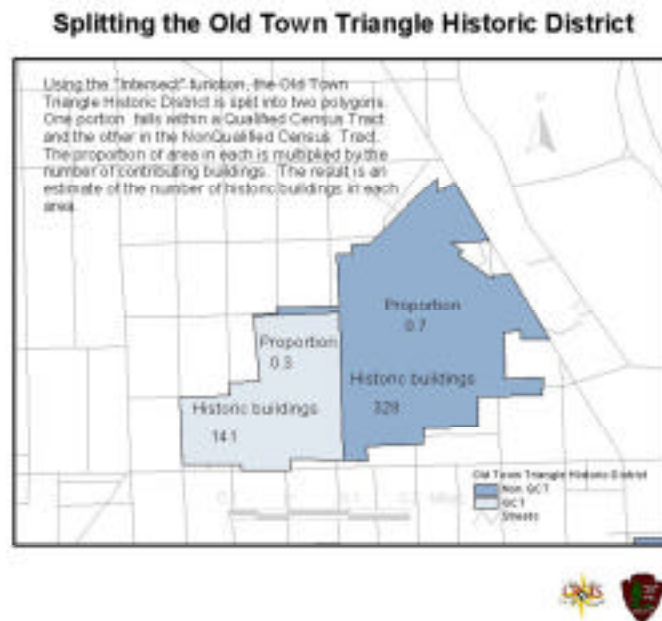 Splitting the Old Town Triangle Historic District
Using the "Intersect" function, the Old Town
Triangle Historic District is split into two polygons.
One portion falls within a Qualified Census Tract
and the other in the NonQualified Census Tract.
The proportion of area in each is multiplied by the
number of contributing buildings. The result is an
estimate of the number of historic buildings in each
area.
Proportion
0.7
Proportion
0.3
Historic buildings
328
Historic buildings
141
Old Town Triangle Historic District
Non QCT
QCT
Streets